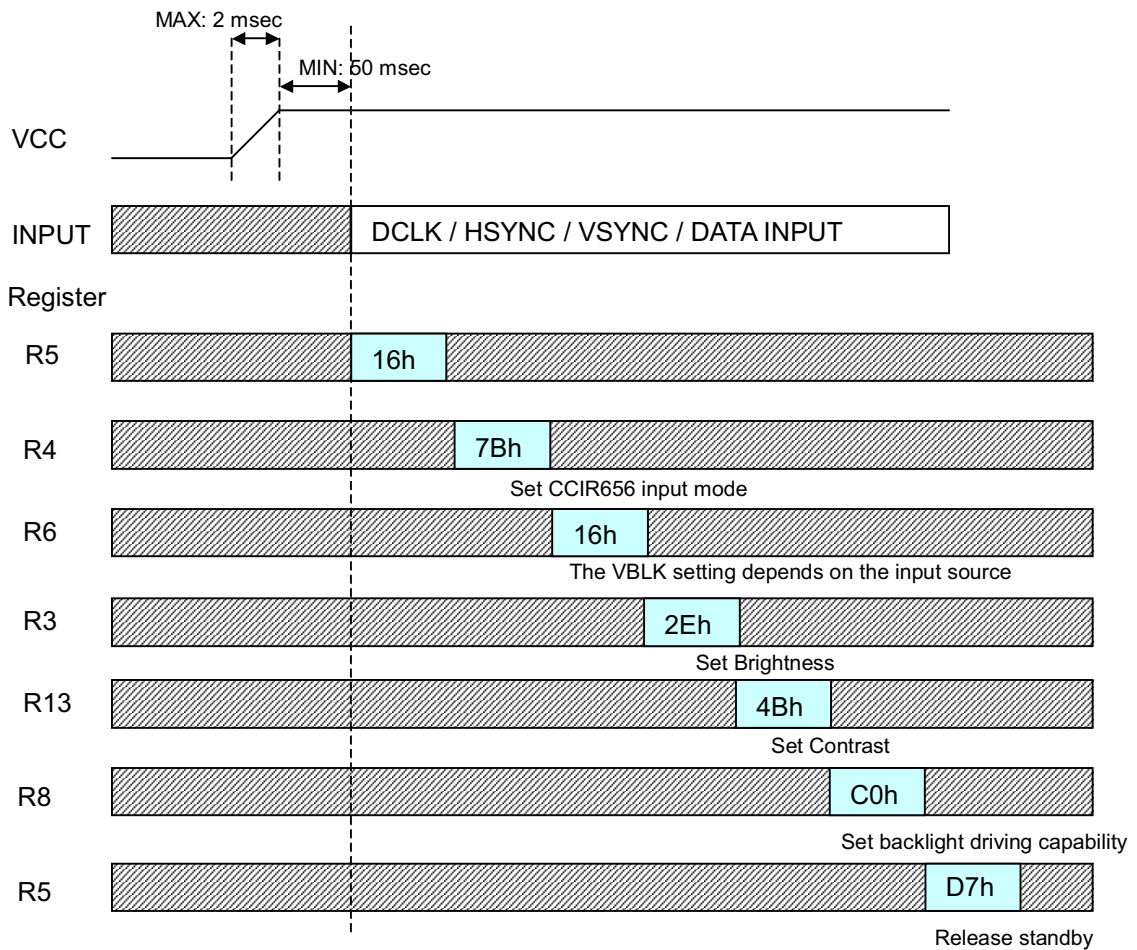 MAX: 2 msec
MIN: 50 msec
VCC
INPUT
DCLK / HSYNC / VSYNC / DATA INPUT
Register
R5
16h
R4
7Bh
Set CCIR656 input mode
R6
16h
The VBLK setting depends on the input source
R3
2Eh
Set Brightness
R13
4Bh
Set Contrast
R8
C0h
Set backlight driving capability
R5
D7h
Release standby